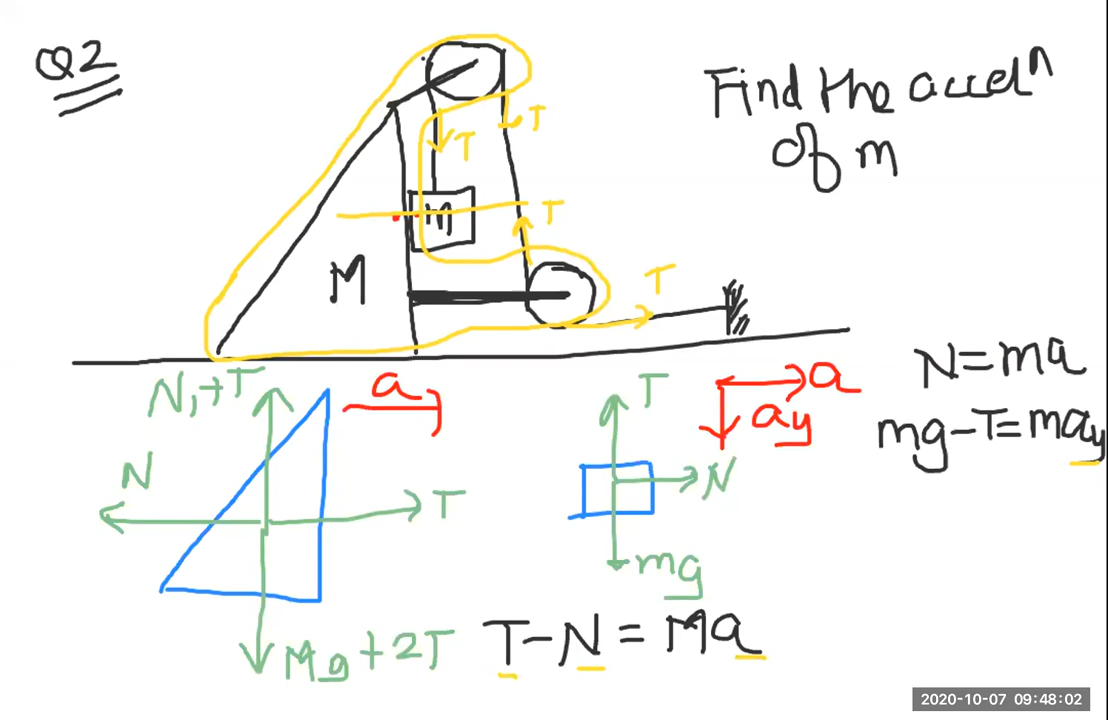 Q2
Find the acceln
of m
T
T
m
T
M
T
N1+T
a
T
a
ay
N=ma
mg-T=may
N
T
N
mg
Mg+2T
T-N=Ma
2020-10-07 09:48:02